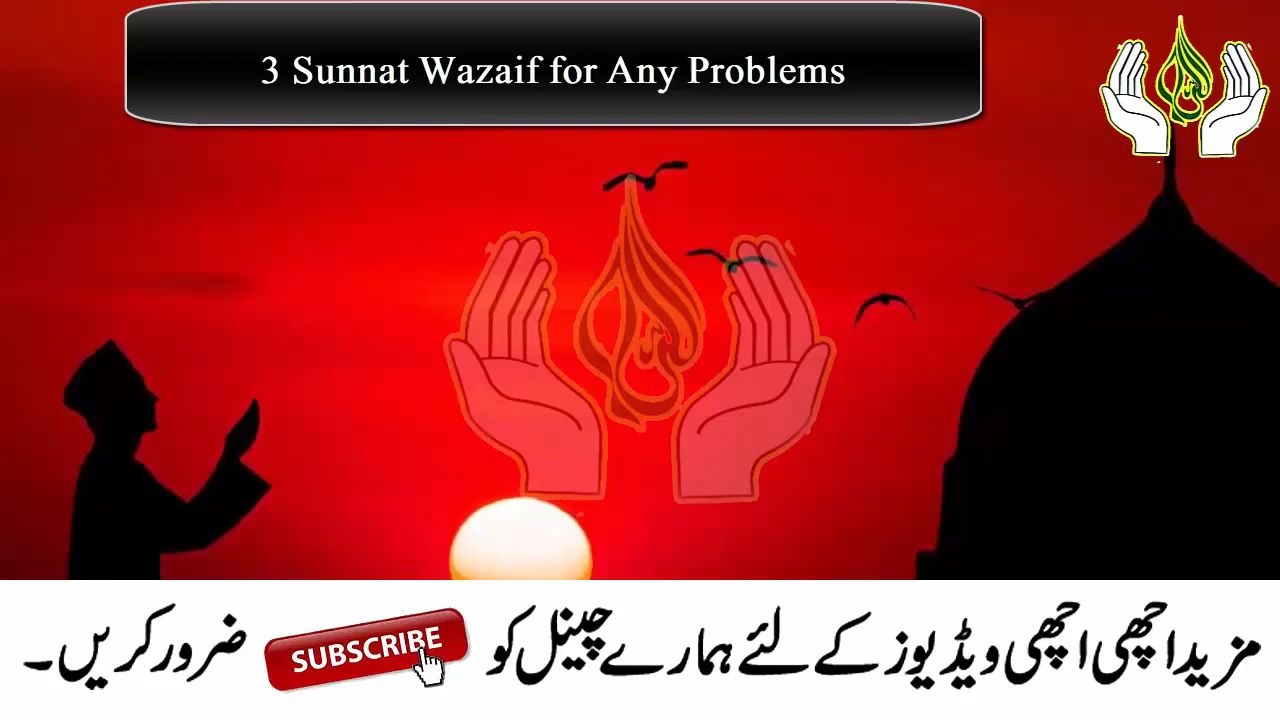 3 Sunnat Wazaif for Any Problems
مزید اچھی اچھی ویڈیوز کے لئے ہمارے چینل کو SUBSCRIBE ضرور کریں۔